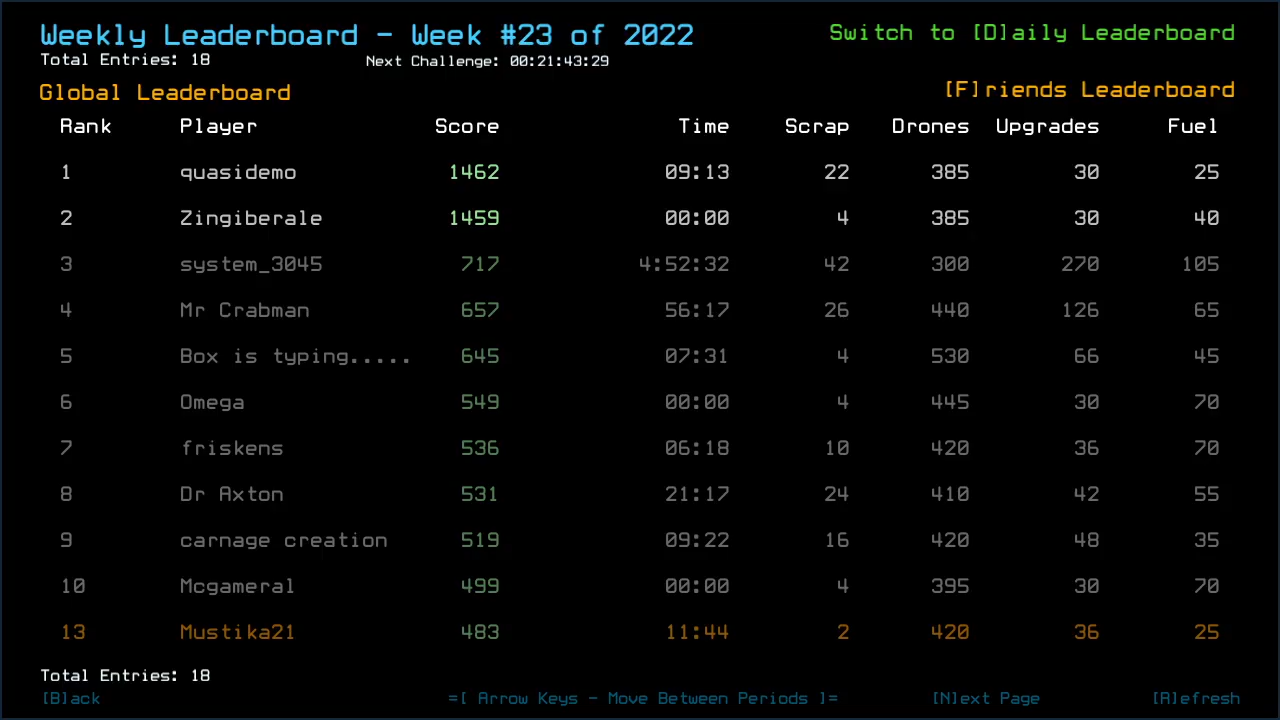 Weekly Leaderboard - Week #23 of 2022
Switch to [D]aily Leaderboard
Total Entries: 18
Next Challenge: 00:21:43:29
Global Leaderboard
[F]riends Leaderboard
Rank Player Score Time Scrap Drones Upgrades Fuel
1 quasidemo 1462 09:13 22 385 30 25
2 Zingiberale 1459 00:00 4 385 30 40
3 system_3045 717 4:52:32 42 300 270 105
4 Mr Crabman 657 56:17 26 440 126 65
5 Box is typing..... 645 07:31 4 530 66 45
6 Omega 549 00:00 4 445 30 70
7 friskens 536 06:18 10 420 36 70
8 Dr Axton 531 21:17 24 410 42 55
9 carnage creation 519 09:22 16 420 48 35
10 Mcgameral 499 00:00 4 395 30 70
13 Mustika21 483 11:44 2 420 36 25
Total Entries: 18
[B]ack =[ Arrow Keys - Move Between Periods ]= [N]ext Page [R]efresh